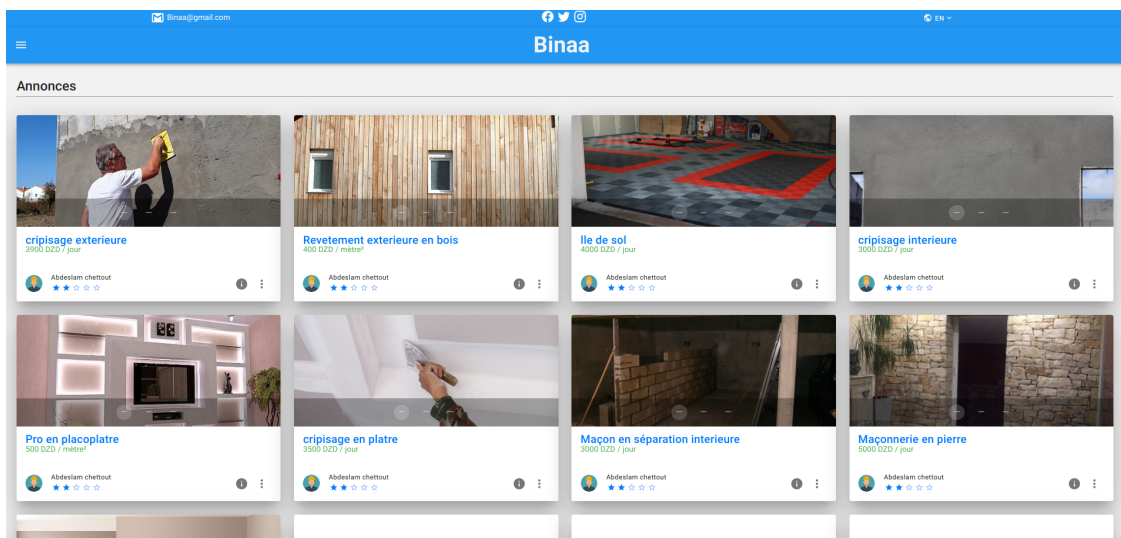 Binaa@gmail.com
EN
Binaa
Annonces
cripisage exterieure
3900 DZD / jour
Abdeslam chettout
Revetement exterieure en bois
400 DZD / mètre²
Abdeslam chettout
Ile de sol
4000 DZD / jour
Abdeslam chettout
cripisage interieure
3000 DZD / jour
Abdeslam chettout
Pro en placoplatre
500 DZD / mètre²
Abdeslam chettout
cripisage en platre
3500 DZD / jour
Abdeslam chettout
Maçon en séparation interieure
3000 DZD / jour
Abdeslam chettout
Maçonnerie en pierre
5000 DZD / jour
Abdeslam chettout